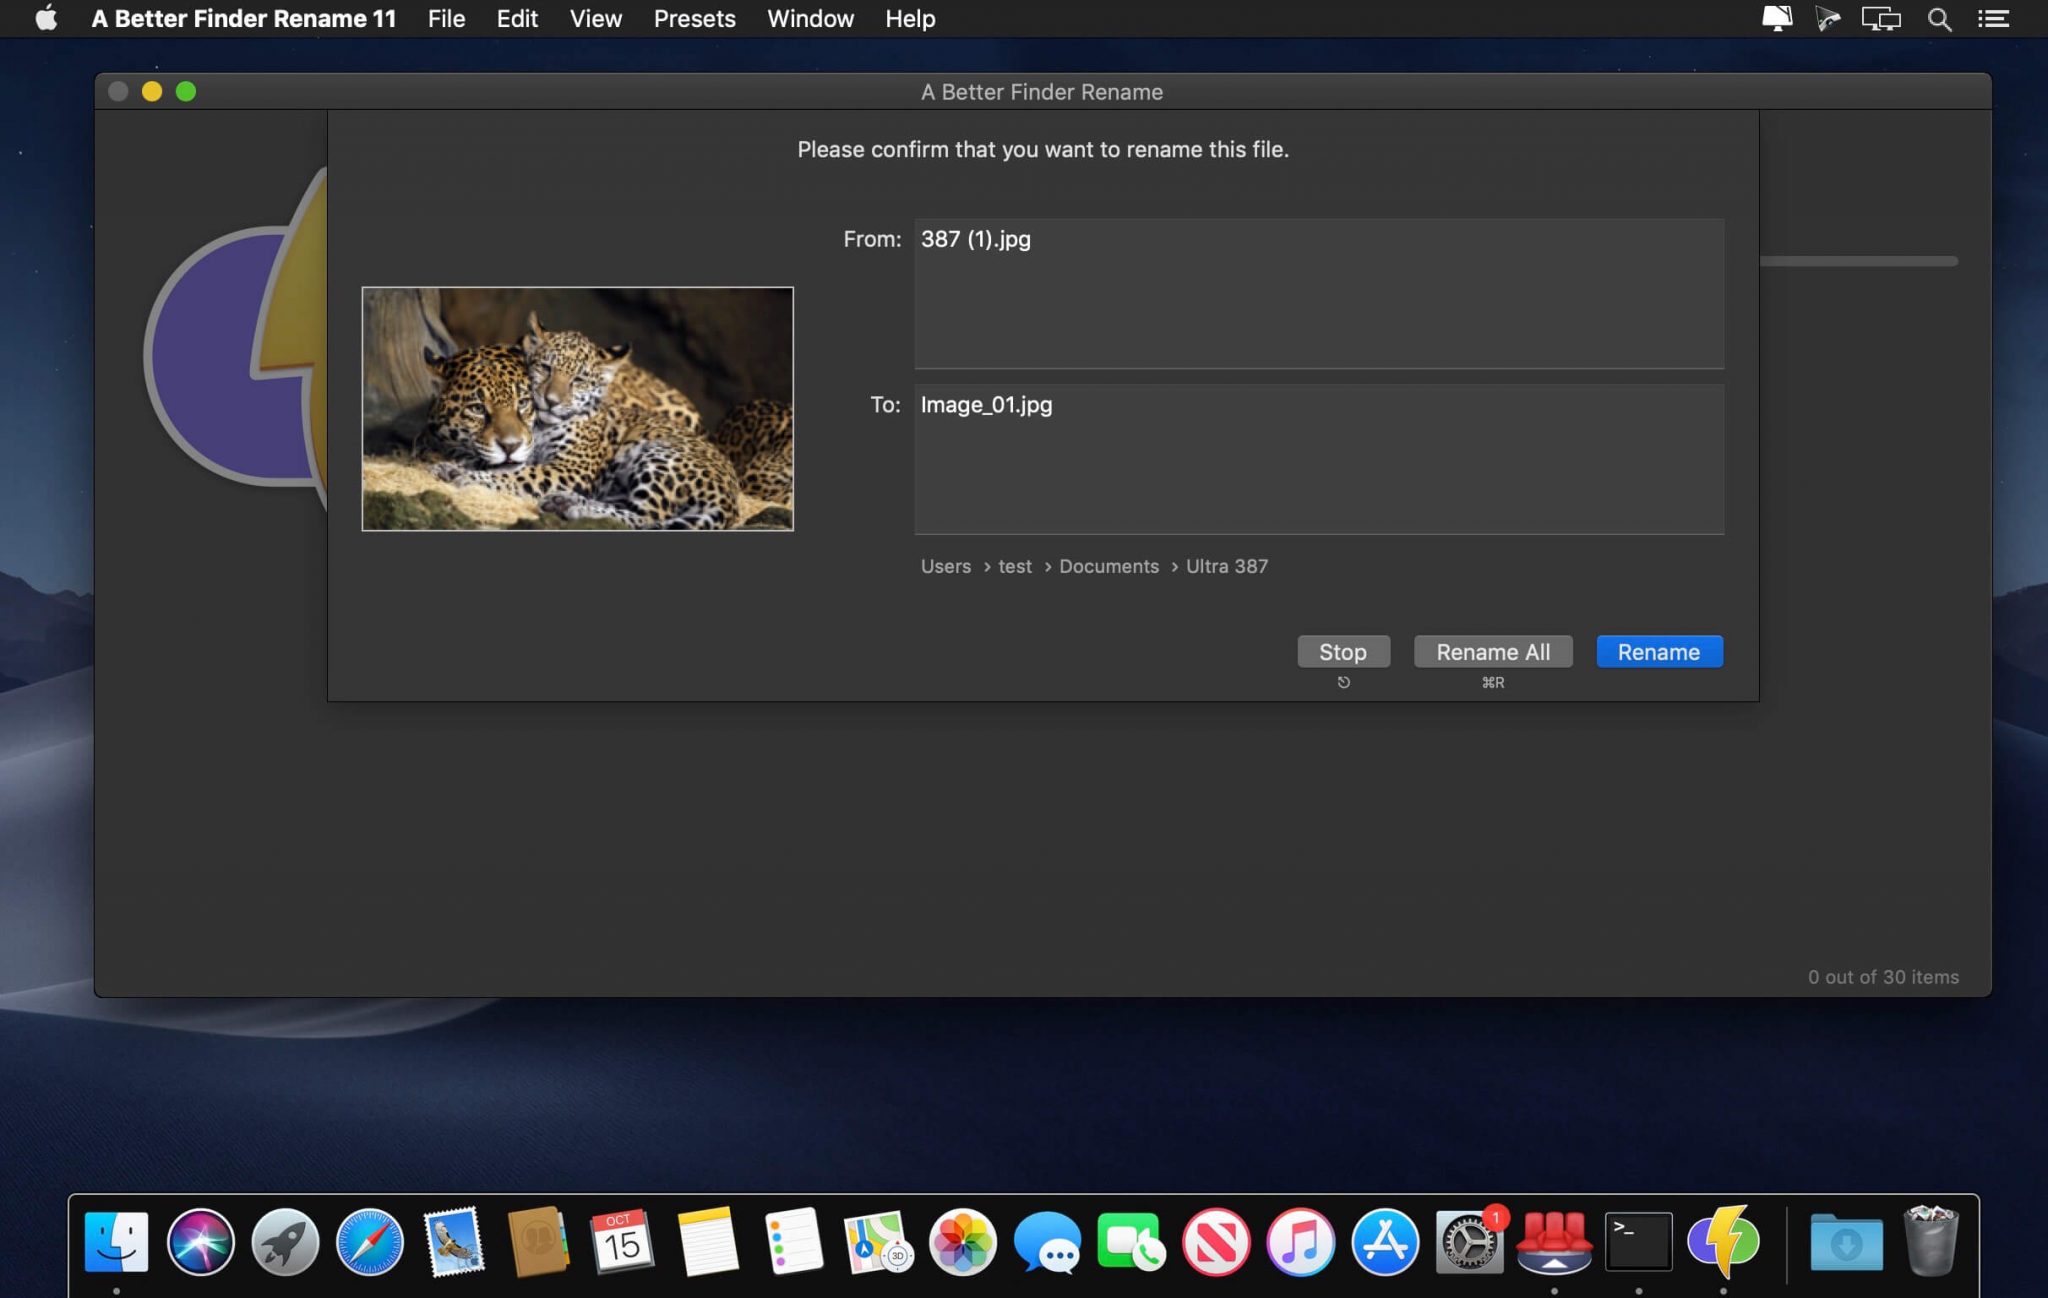 A Better Finder Rename 11 File Edit View Presets Window Help
A Better Finder Rename
Please confirm that you want to rename this file.
From: 387 (1).jpg
To: Image_01.jpg
Users › test › Documents › Ultra 387
Stop Rename All Rename
⌘R
0 out of 30 items
OCT
15
3D
1
>_